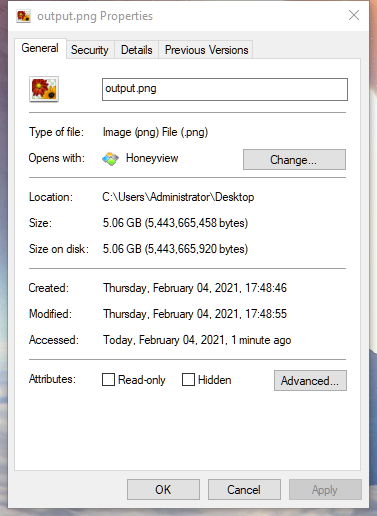 output.png Properties
General Security Details Previous Versions
output.png
Type of file: Image (png) File (.png)
Opens with: Honeyview Change...
Location: C:\Users\Administrator\Desktop
Size: 5.06 GB (5,443,665,458 bytes)
Size on disk: 5.06 GB (5,443,665,920 bytes)
Created: Thursday, February 04, 2021, 17:48:46
Modified: Thursday, February 04, 2021, 17:48:55
Accessed: Today, February 04, 2021, 1 minute ago
Attributes: Read-only Hidden Advanced...
OK Cancel Apply